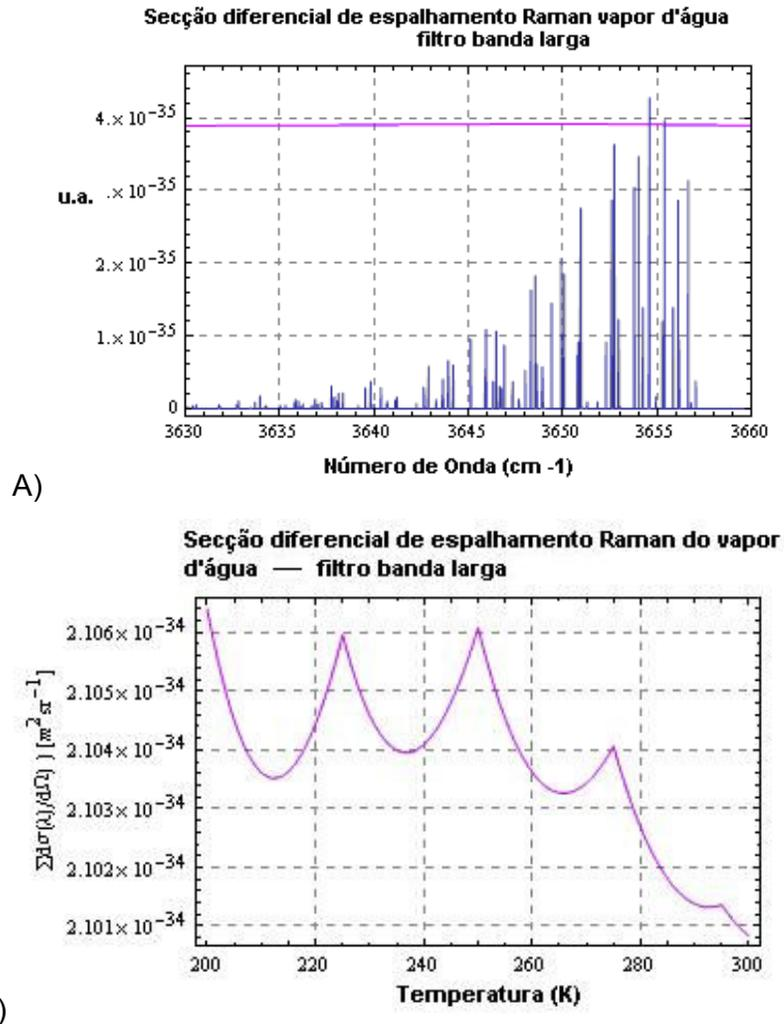 Secção diferencial de espalhamento Raman vapor d'água
filtro banda larga
4.×10⁻³⁵
u.a. .×10⁻³⁵
2.×10⁻³⁵
1.×10⁻³⁵
0
3630 3635 3640 3645 3650 3655 3660
Número de Onda (cm -1)
A)
Secção diferencial de espalhamento Raman do vapor
d'água — filtro banda larga
2.106×10⁻³⁴
2.105×10⁻³⁴
2.104×10⁻³⁴
2.103×10⁻³⁴
2.102×10⁻³⁴
2.101×10⁻³⁴
∑dσ(λ)/dΩ) ) [m² sr⁻¹]
200 220 240 260 280 300
Temperatura (K)
)